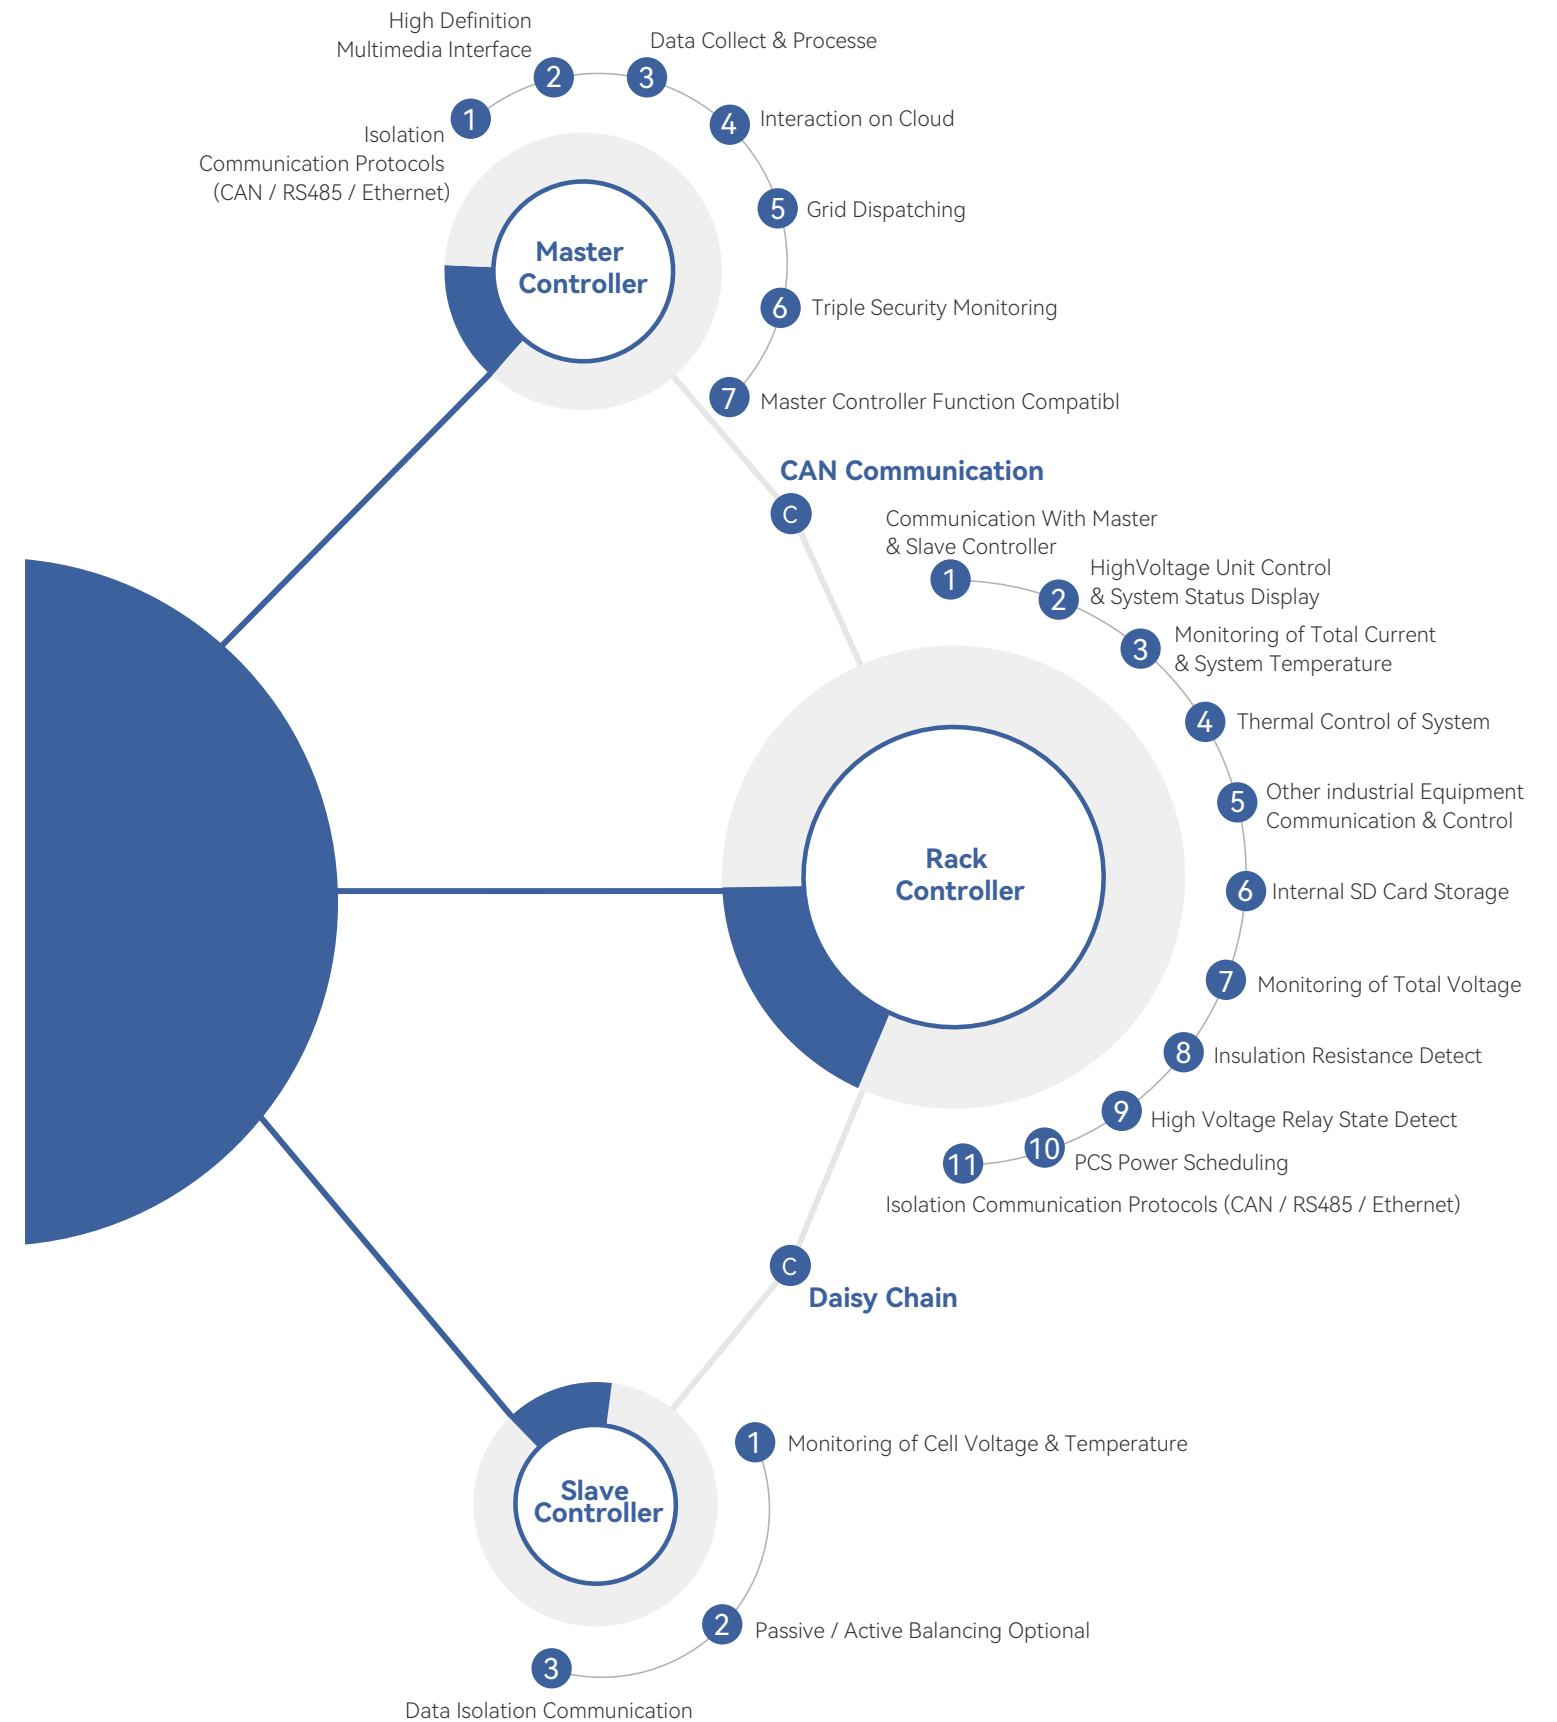 High Definition
Multimedia Interface
2
3
Data Collect & Processe
1
Isolation
Communication Protocols
(CAN / RS485 / Ethernet)
4
Interaction on Cloud
5
Grid Dispatching
Master
Controller
6
Triple Security Monitoring
7
Master Controller Function Compatibl
CAN Communication
C
Communication With Master
& Slave Controller
1
2
HighVoltage Unit Control
& System Status Display
3
Monitoring of Total Current
& System Temperature
4
Thermal Control of System
5
Other industrial Equipment
Communication & Control
Rack
Controller
6
Internal SD Card Storage
7
Monitoring of Total Voltage
8
Insulation Resistance Detect
9
High Voltage Relay State Detect
10
PCS Power Scheduling
11
Isolation Communication Protocols (CAN / RS485 / Ethernet)
C
Daisy Chain
Slave
Controller
1
Monitoring of Cell Voltage & Temperature
2
Passive / Active Balancing Optional
3
Data Isolation Communication